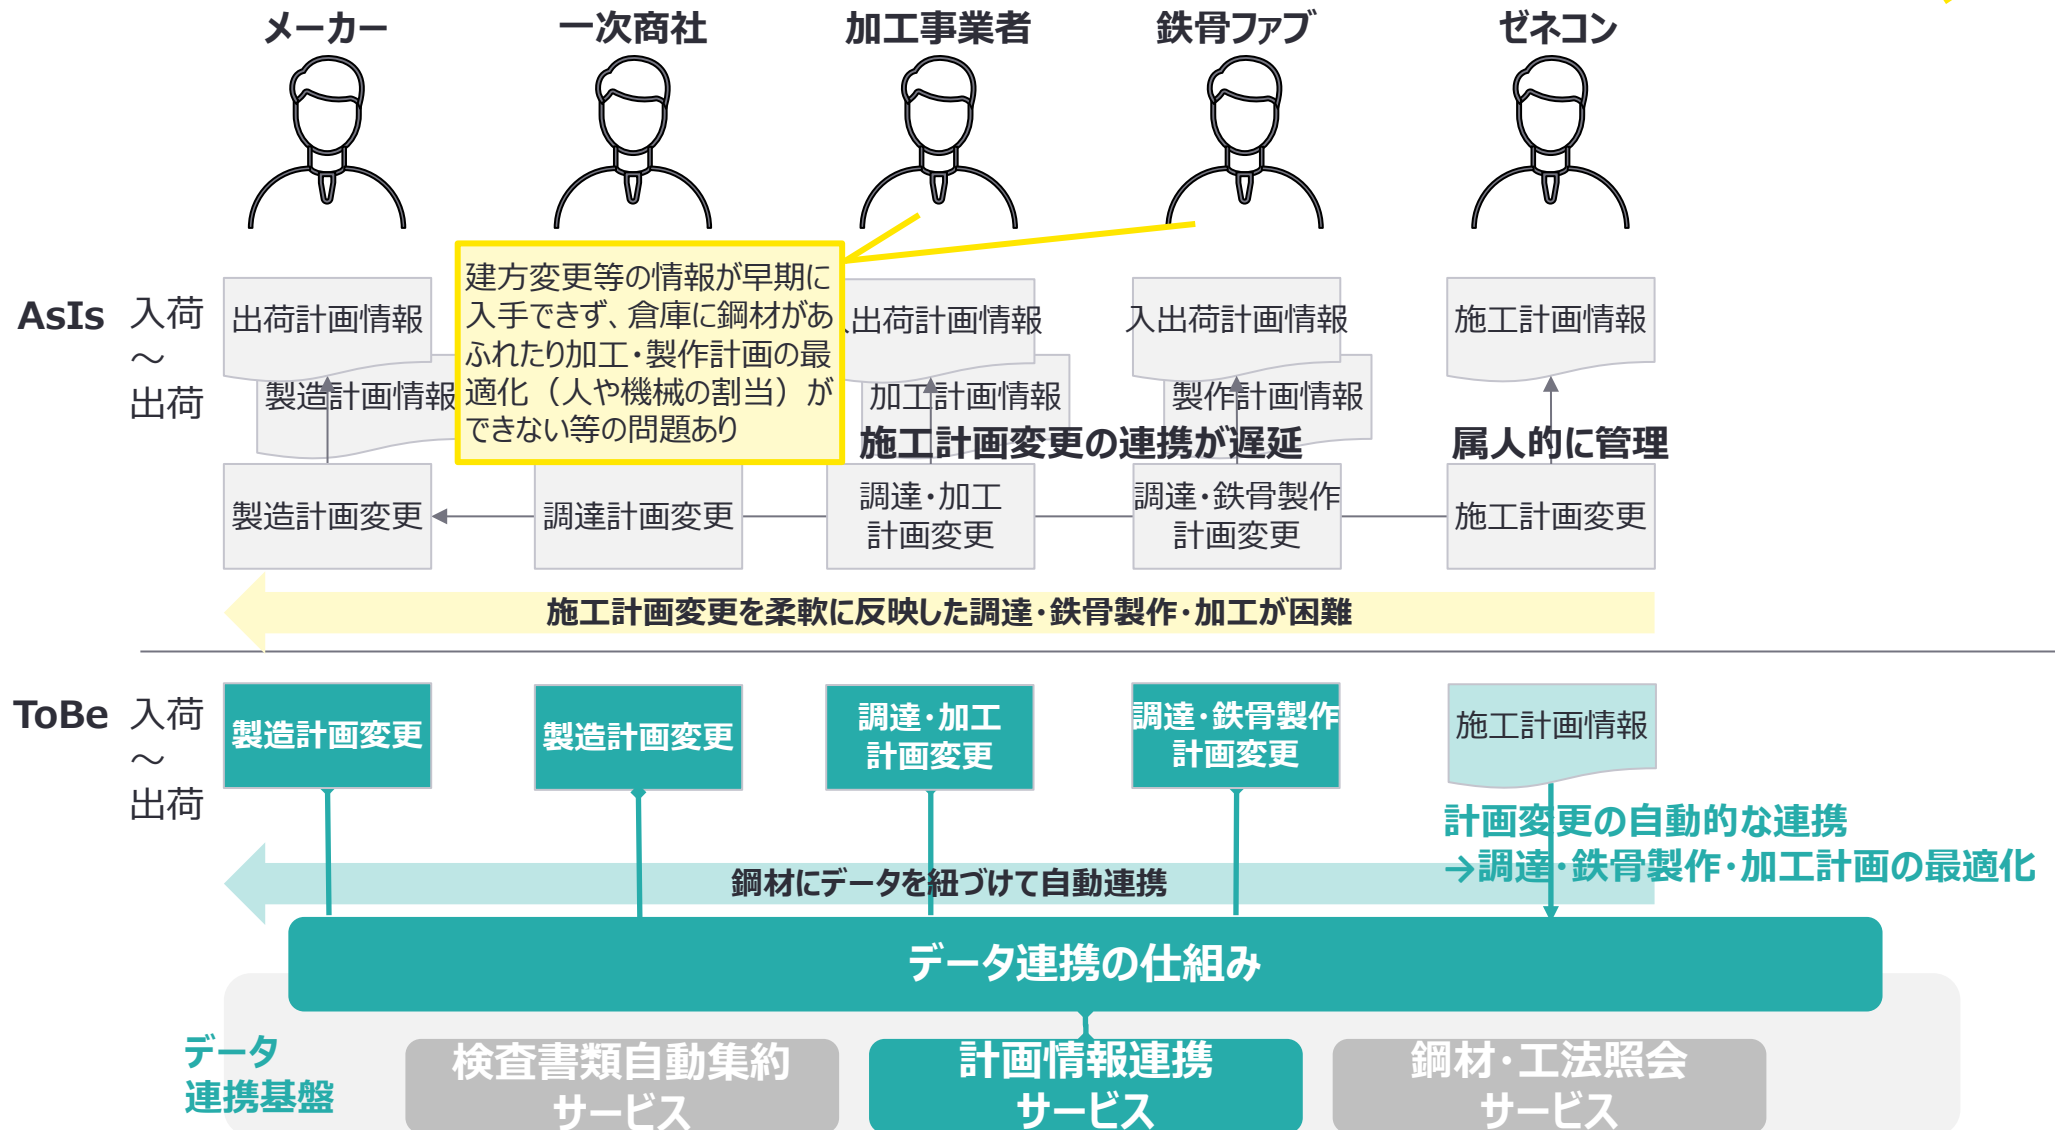 メーカー
一次商社
加工事業者
鉄骨ファブ
ゼネコン
AsIs
入荷
～
出荷
出荷計画情報
製造計画情報
建方変更等の情報が早期に
入手できず、倉庫に鋼材があ
ふれたり加工・製作計画の最
適化（人や機械の割当）が
できない等の問題あり
出荷計画情報
加工計画情報
入出荷計画情報
製作計画情報
施工計画情報
施工計画変更の連携が遅延
属人的に管理
製造計画変更
調達計画変更
調達・加工
計画変更
調達・鉄骨製作
計画変更
施工計画変更
施工計画変更を柔軟に反映した調達・鉄骨製作・加工が困難
ToBe
入荷
～
出荷
製造計画変更
製造計画変更
調達・加工
計画変更
調達・鉄骨製作
計画変更
施工計画情報
計画変更の自動的な連携
→調達・鉄骨製作・加工計画の最適化
鋼材にデータを紐づけて自動連携
データ連携の仕組み
データ
連携基盤
検査書類自動集約
サービス
計画情報連携
サービス
鋼材・工法照会
サービス